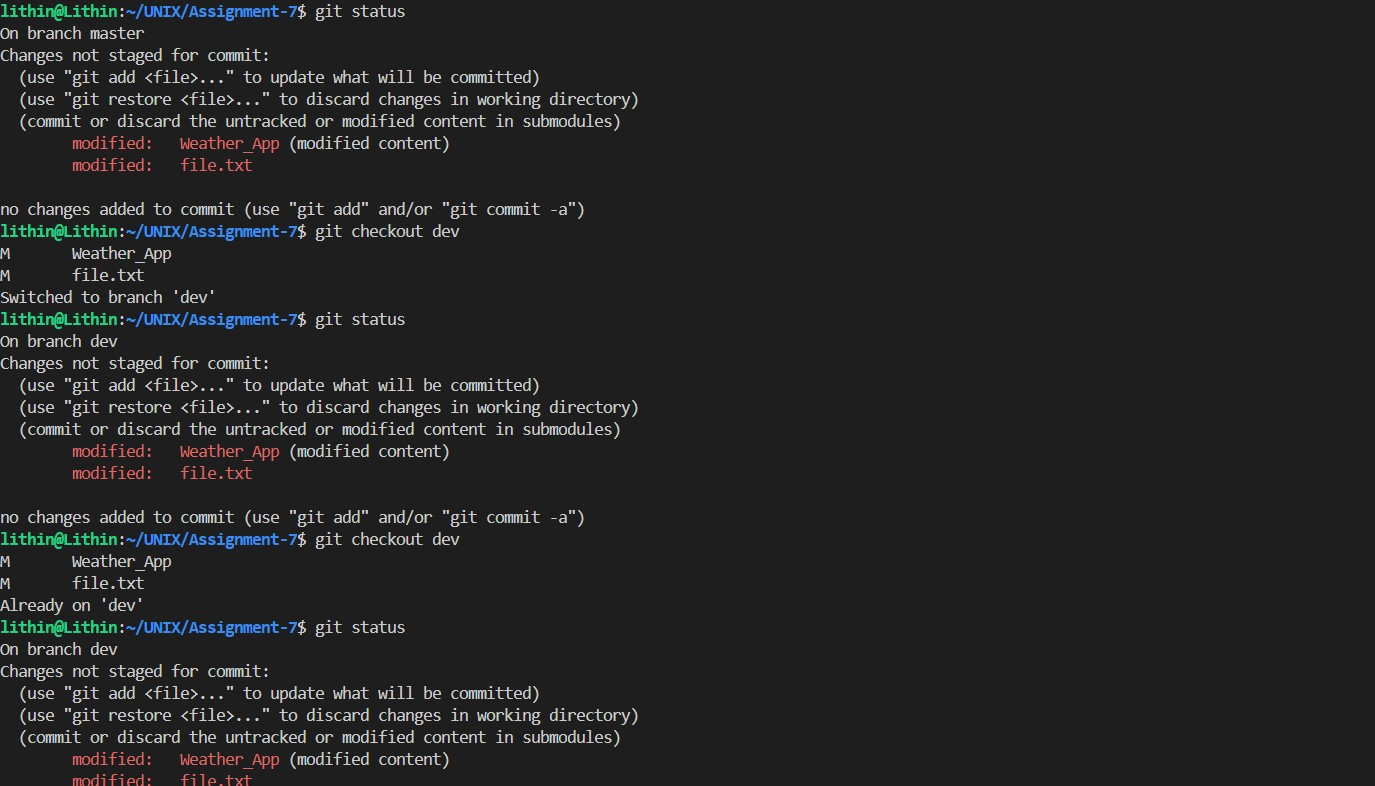 lithin@Lithin:~/UNIX/Assignment-7$ git status
On branch master
Changes not staged for commit:
  (use "git add <file>..." to update what will be committed)
  (use "git restore <file>..." to discard changes in working directory)
  (commit or discard the untracked or modified content in submodules)
        modified:   Weather_App (modified content)
        modified:   file.txt

no changes added to commit (use "git add" and/or "git commit -a")
lithin@Lithin:~/UNIX/Assignment-7$ git checkout dev
M       Weather_App
M       file.txt
Switched to branch 'dev'
lithin@Lithin:~/UNIX/Assignment-7$ git status
On branch dev
Changes not staged for commit:
  (use "git add <file>..." to update what will be committed)
  (use "git restore <file>..." to discard changes in working directory)
  (commit or discard the untracked or modified content in submodules)
        modified:   Weather_App (modified content)
        modified:   file.txt

no changes added to commit (use "git add" and/or "git commit -a")
lithin@Lithin:~/UNIX/Assignment-7$ git checkout dev
M       Weather_App
M       file.txt
Already on 'dev'
lithin@Lithin:~/UNIX/Assignment-7$ git status
On branch dev
Changes not staged for commit:
  (use "git add <file>..." to update what will be committed)
  (use "git restore <file>..." to discard changes in working directory)
  (commit or discard the untracked or modified content in submodules)
        modified:   Weather_App (modified content)
        modified:   file.txt